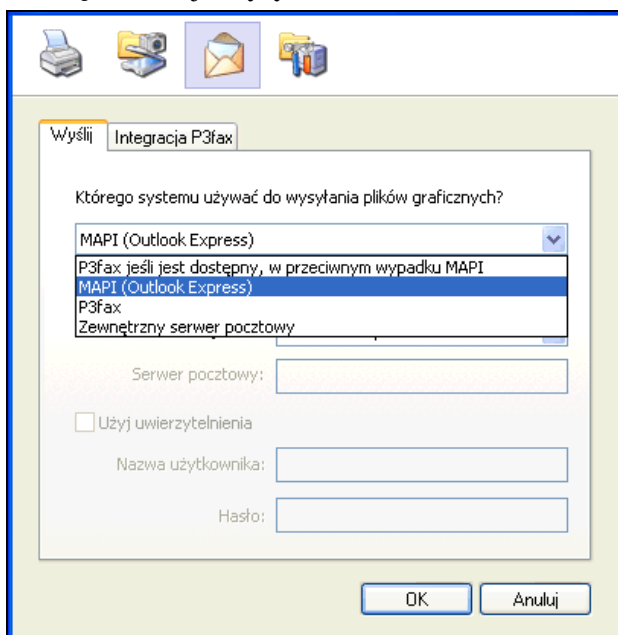 Wyślij
Integracja P3fax
Którego systemu używać do wysyłania plików graficznych?
MAPI (Outlook Express)
P3fax jeśli jest dostępny, w przeciwnym wypadku MAPI
MAPI (Outlook Express)
P3fax
Zewnętrzny serwer pocztowy
Serwer pocztowy:
Użyj uwierzytelnienia
Nazwa użytkownika:
Hasło:
OK
Anuluj